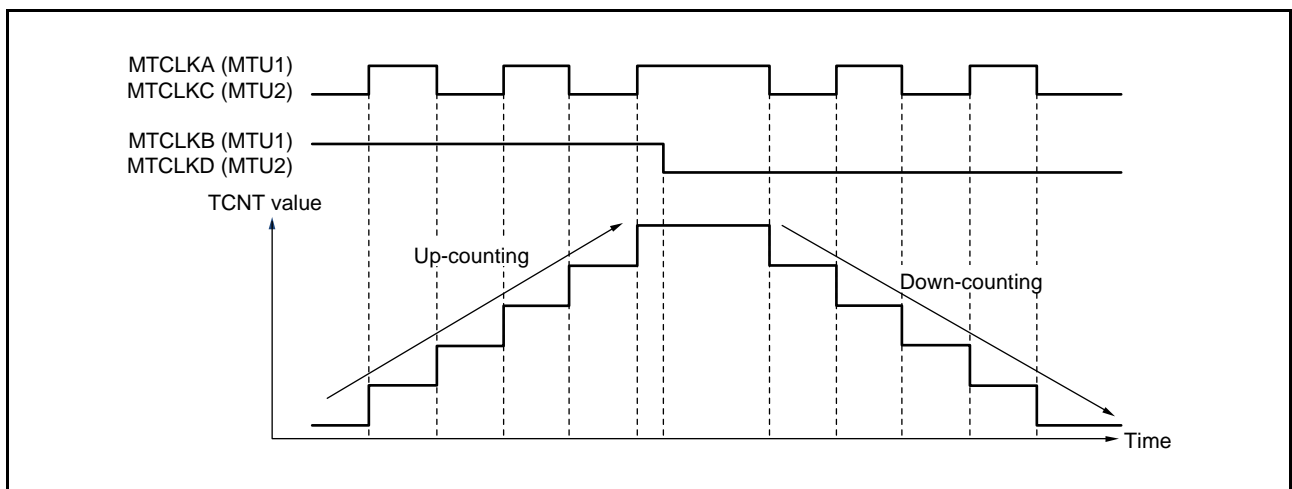 MTCLKA (MTU1)
MTCLKC (MTU2)
MTCLKB (MTU1)
MTCLKD (MTU2)
TCNT value
Up-counting
Down-counting
Time